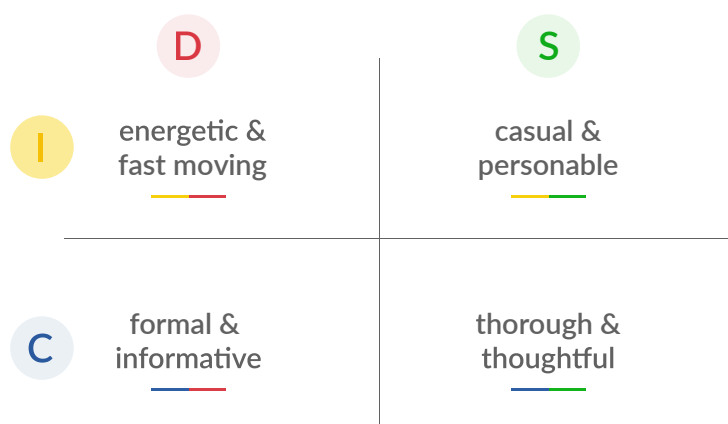 D
S
I
energetic &
fast moving
casual &
personable
C
formal &
informative
thorough &
thoughtful